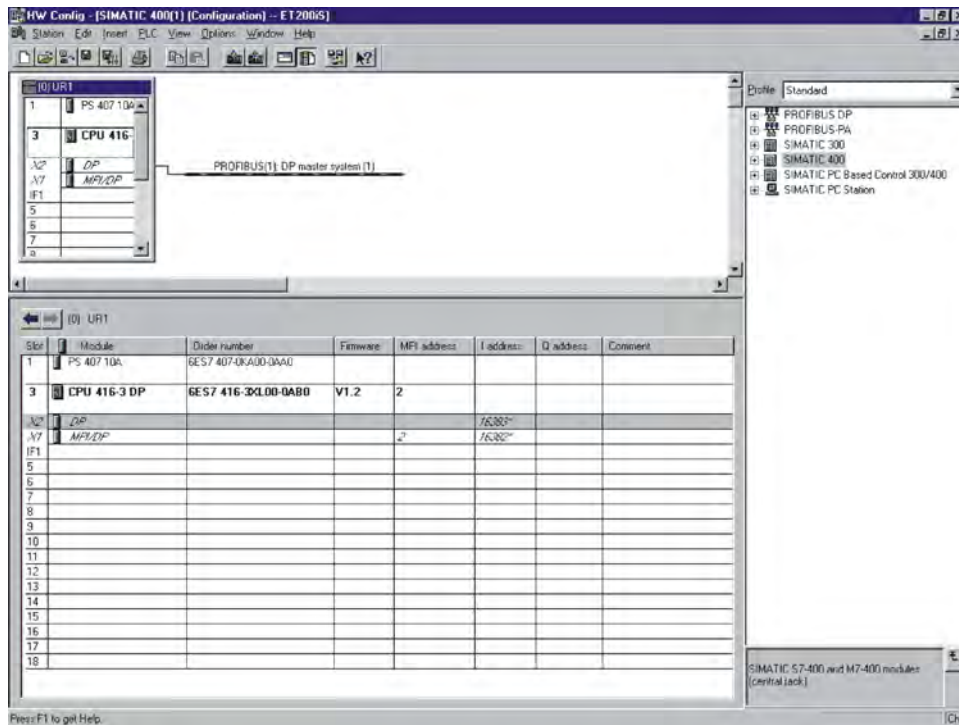 HW Config - [SIMATIC 400(1) (Configuration) -- ET200iS]
Station Edit Insert PLC View Options Window Help
(0) UR1
1 PS 407 10A
3 CPU 416-
X2 DP
X1 MPI/DP
IF1
5
6
7
PROFIBUS(1): DP master system (1)
Profile Standard
PROFIBUS DP
PROFIBUS-PA
SIMATIC 300
SIMATIC 400
SIMATIC PC Based Control 300/400
SIMATIC PC Station
(0) UR1
Slot Module Order number Firmware MPI address I address Q address Comment
1 PS 407 10A 6ES7 407-0KA00-0AA0
3 CPU 416-3 DP 6ES7 416-3XL00-0AB0 V1.2 2
X2 DP 16383*
X1 MPI/DP 2 16382*
IF1
5
6
7
8
9
10
11
12
13
14
15
16
17
18
SIMATIC S7-400 and M7-400 modules
(central rack)
Press F1 to get Help.